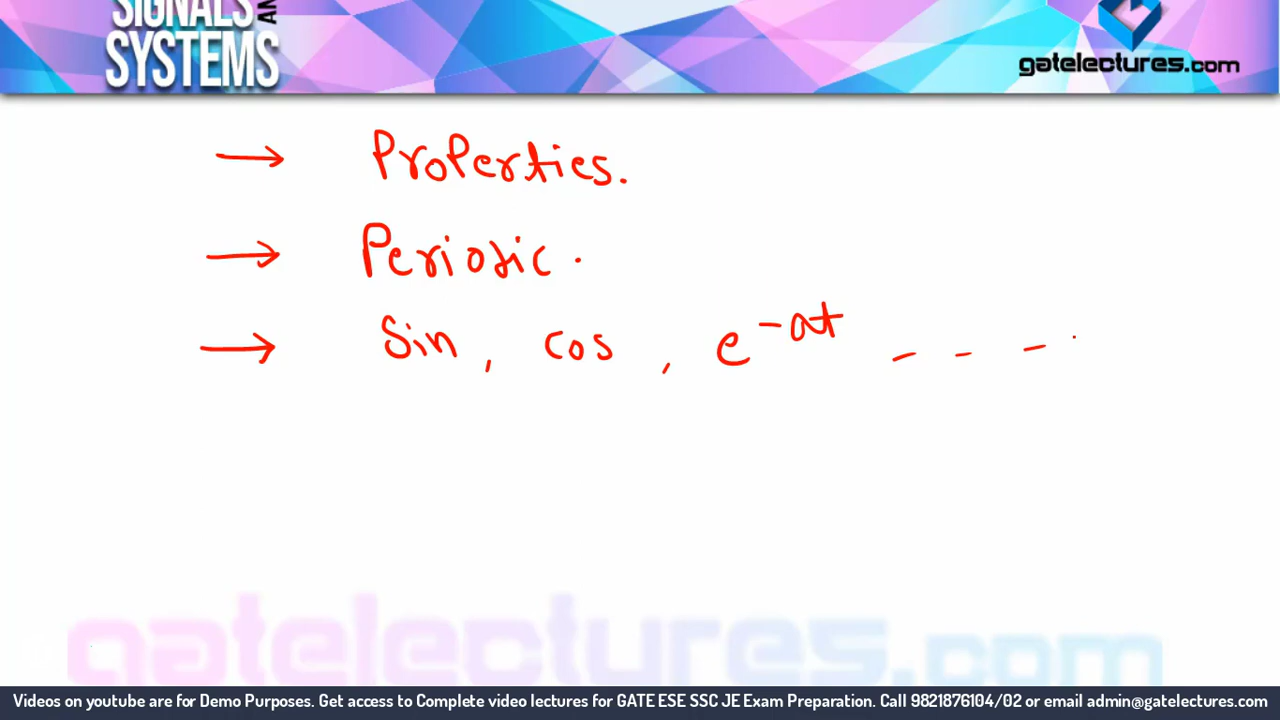 SIGNALS AND
SYSTEMS
gatelectures.com
→ Properties.
→ Periodic.
→ Sin, cos, e^-at - - - .
gatelectures.com
Videos on youtube are for Demo Purposes. Get access to Complete video lectures for GATE ESE SSC JE Exam Preparation. Call 9821876104/02 or email admin@gatelectures.com